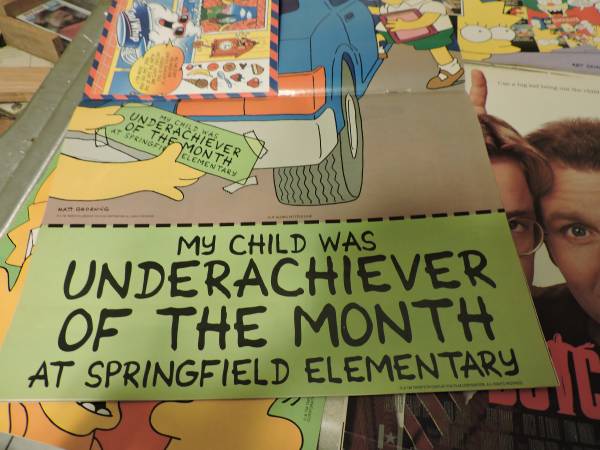 MY CHILD WAS
UNDERACHIEVER
OF THE MONTH
AT SPRINGFIELD ELEMENTARY
MATT GROENING
MY CHILD WAS
UNDERACHIEVER
OF THE MONTH
AT SPRINGFIELD ELEMENTARY